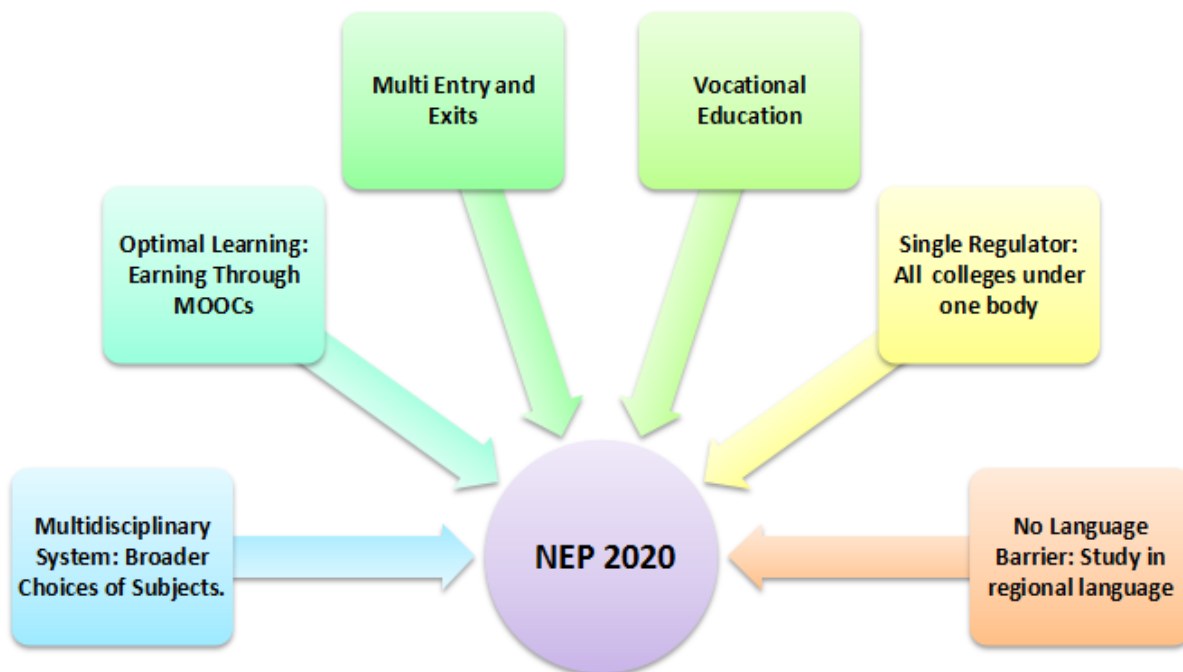 Multi Entry and
Exits
Vocational
Education
Optimal Learning:
Earning Through
MOOCs
Single Regulator:
All colleges under
one body
Multidisciplinary
System: Broader
Choices of Subjects.
NEP 2020
No Language
Barrier: Study in
regional language